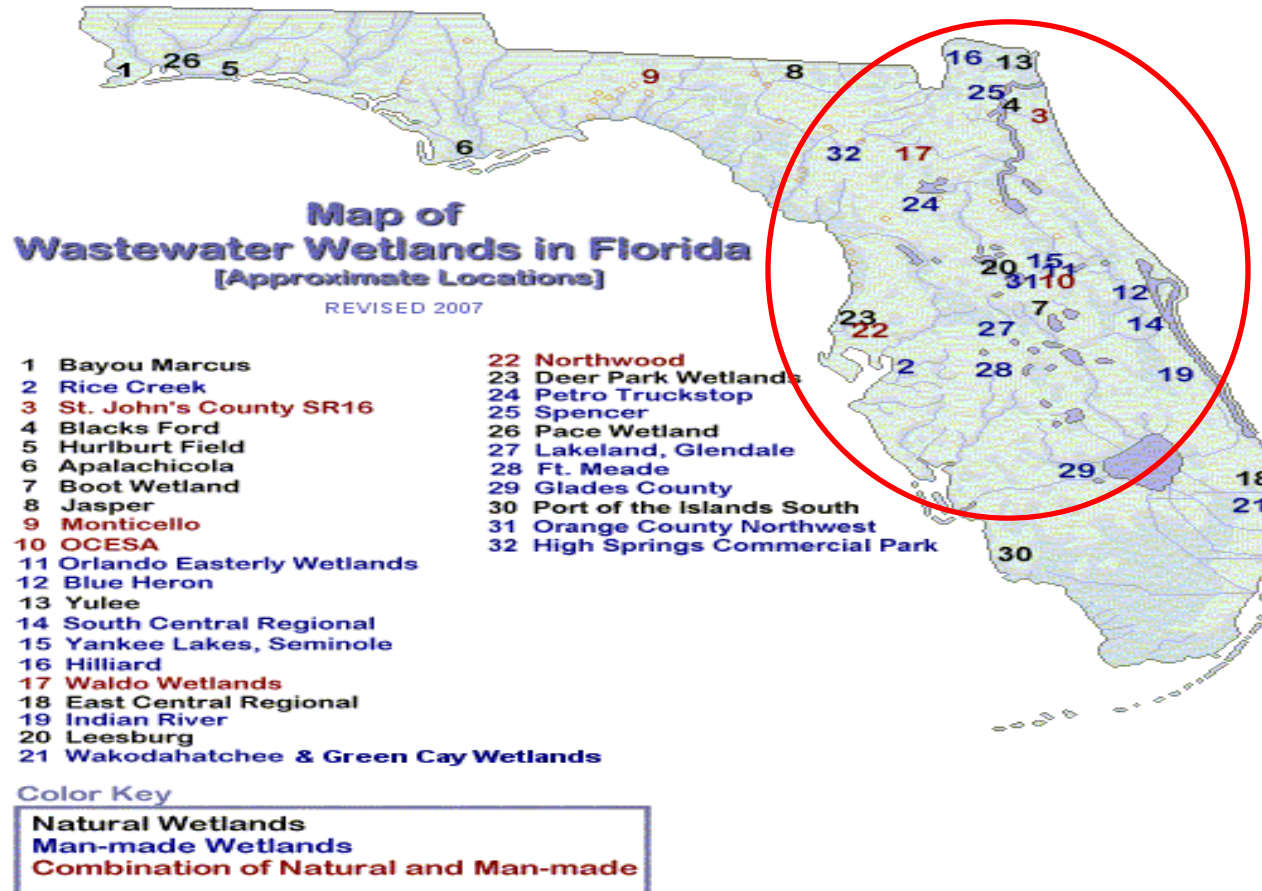 16 13
1 26 5 9 8
25
4
3
6
32 17
24
Map of
Wastewater Wetlands in Florida
[Approximate Locations]
REVISED 2007
15
20 11
31 10
12
7
23
22 27 14
2 28 19
29 18
21
30
1 Bayou Marcus
2 Rice Creek
3 St. John's County SR16
4 Blacks Ford
5 Hurlburt Field
6 Apalachicola
7 Boot Wetland
8 Jasper
9 Monticello
10 OCESA
11 Orlando Easterly Wetlands
12 Blue Heron
13 Yulee
14 South Central Regional
15 Yankee Lakes, Seminole
16 Hilliard
17 Waldo Wetlands
18 East Central Regional
19 Indian River
20 Leesburg
21 Wakodahatchee & Green Cay Wetlands
22 Northwood
23 Deer Park Wetlands
24 Petro Truckstop
25 Spencer
26 Pace Wetland
27 Lakeland, Glendale
28 Ft. Meade
29 Glades County
30 Port of the Islands South
31 Orange County Northwest
32 High Springs Commercial Park
Color Key
Natural Wetlands
Man-made Wetlands
Combination of Natural and Man-made